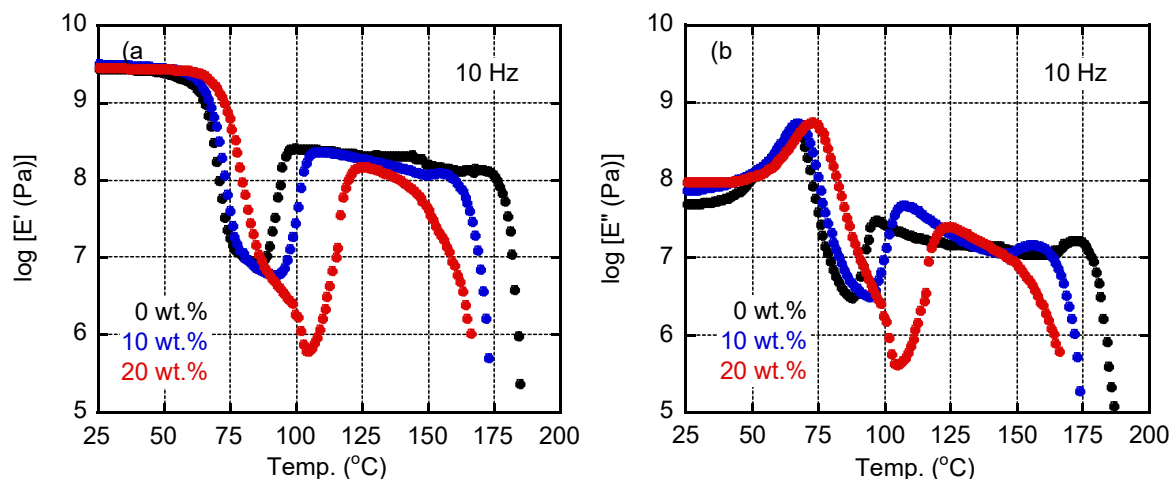 10
(a
10 Hz
9
8
7
6
5
log [E' (Pa)]
0 wt.%
10 wt.%
20 wt.%
25 50 75 100 125 150 175 200
Temp. (°C)
10
(b
10 Hz
9
8
7
6
5
log [E'' (Pa)]
0 wt.%
10 wt.%
20 wt.%
25 50 75 100 125 150 175 200
Temp. (°C)